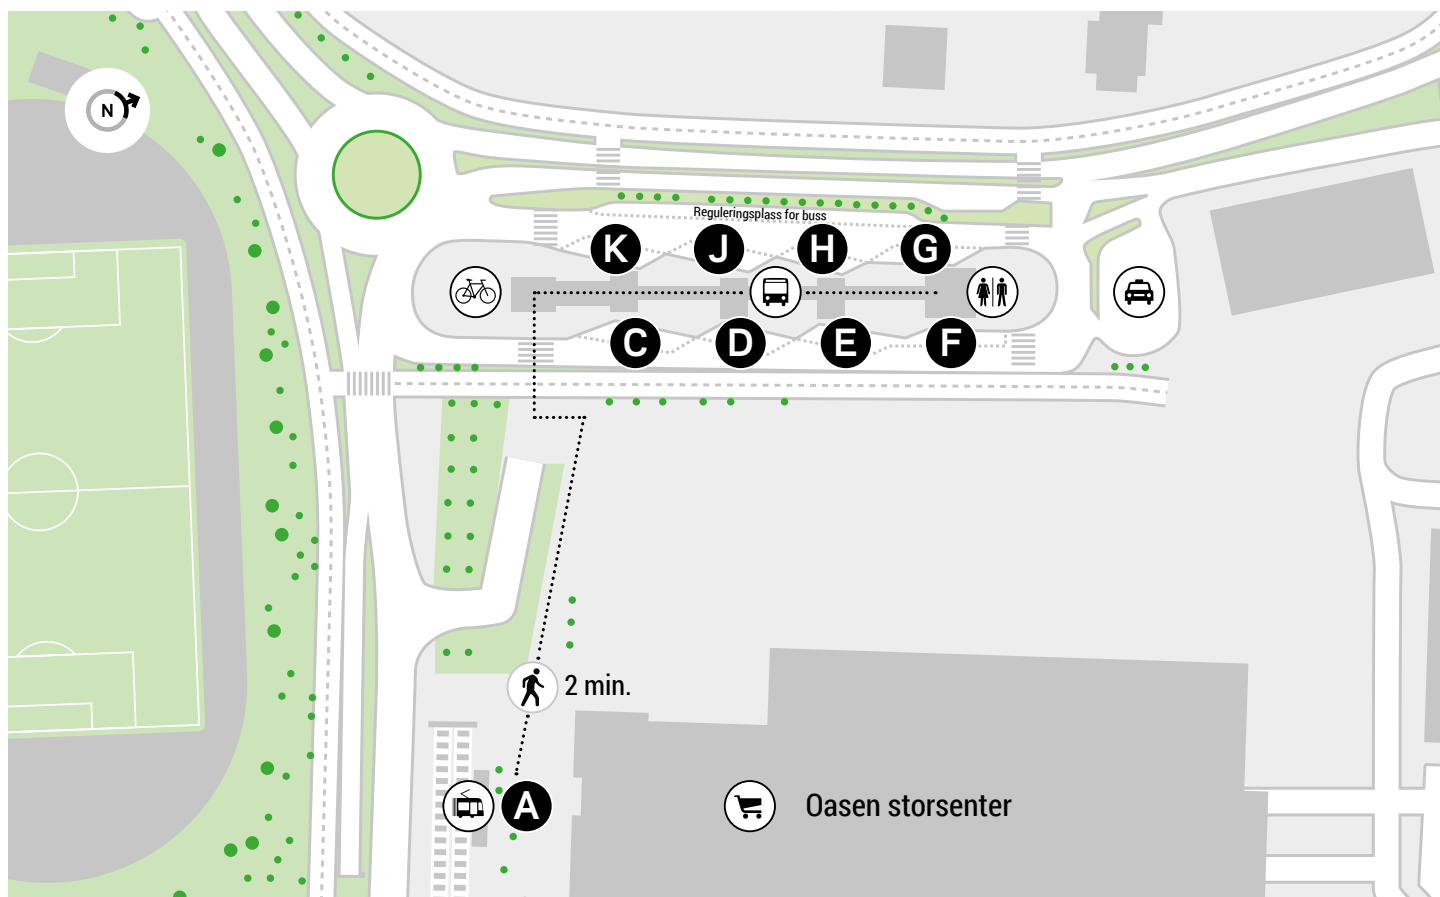 N
Reguleringsplass for buss
K J H G
C D E F
2 min.
A
Oasen storsenter